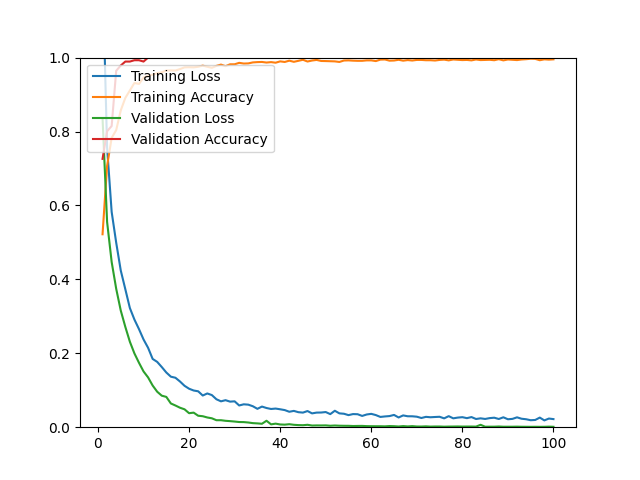 1.0
0.8
0.6
0.4
0.2
0.0
0 20 40 60 80 100
Training Loss
Training Accuracy
Validation Loss
Validation Accuracy